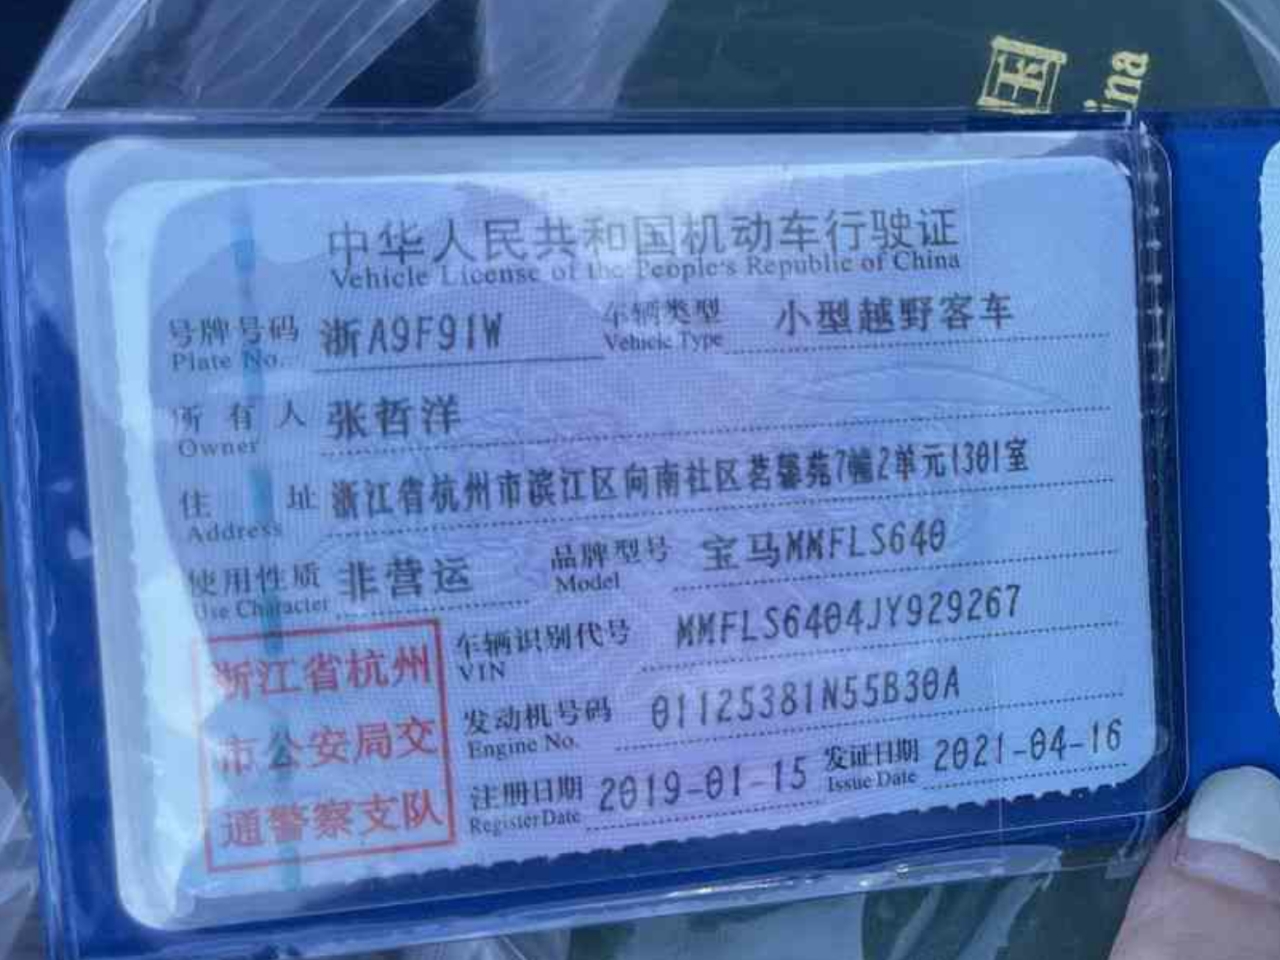 国
ina
中华人民共和国机动车行驶证
Vehicle License of the People's Republic of China
号牌号码 浙A9F91W 车辆类型 小型越野客车
Plate No. Vehicle Type
所有人 张哲洋
Owner
住址 浙江省杭州市滨江区向南社区茗馨苑7幢2单元1301室
Address
使用性质 非营运 品牌型号 宝马MMFLS640
Use Character Model
车辆识别代号 MMFLS6404JY929267
VIN
发动机号码 01125381N55B30A
Engine No.
注册日期 2019-01-15 发证日期 2021-04-16
Register Date Issue Date
浙江省杭州
市公安局交
通警察支队